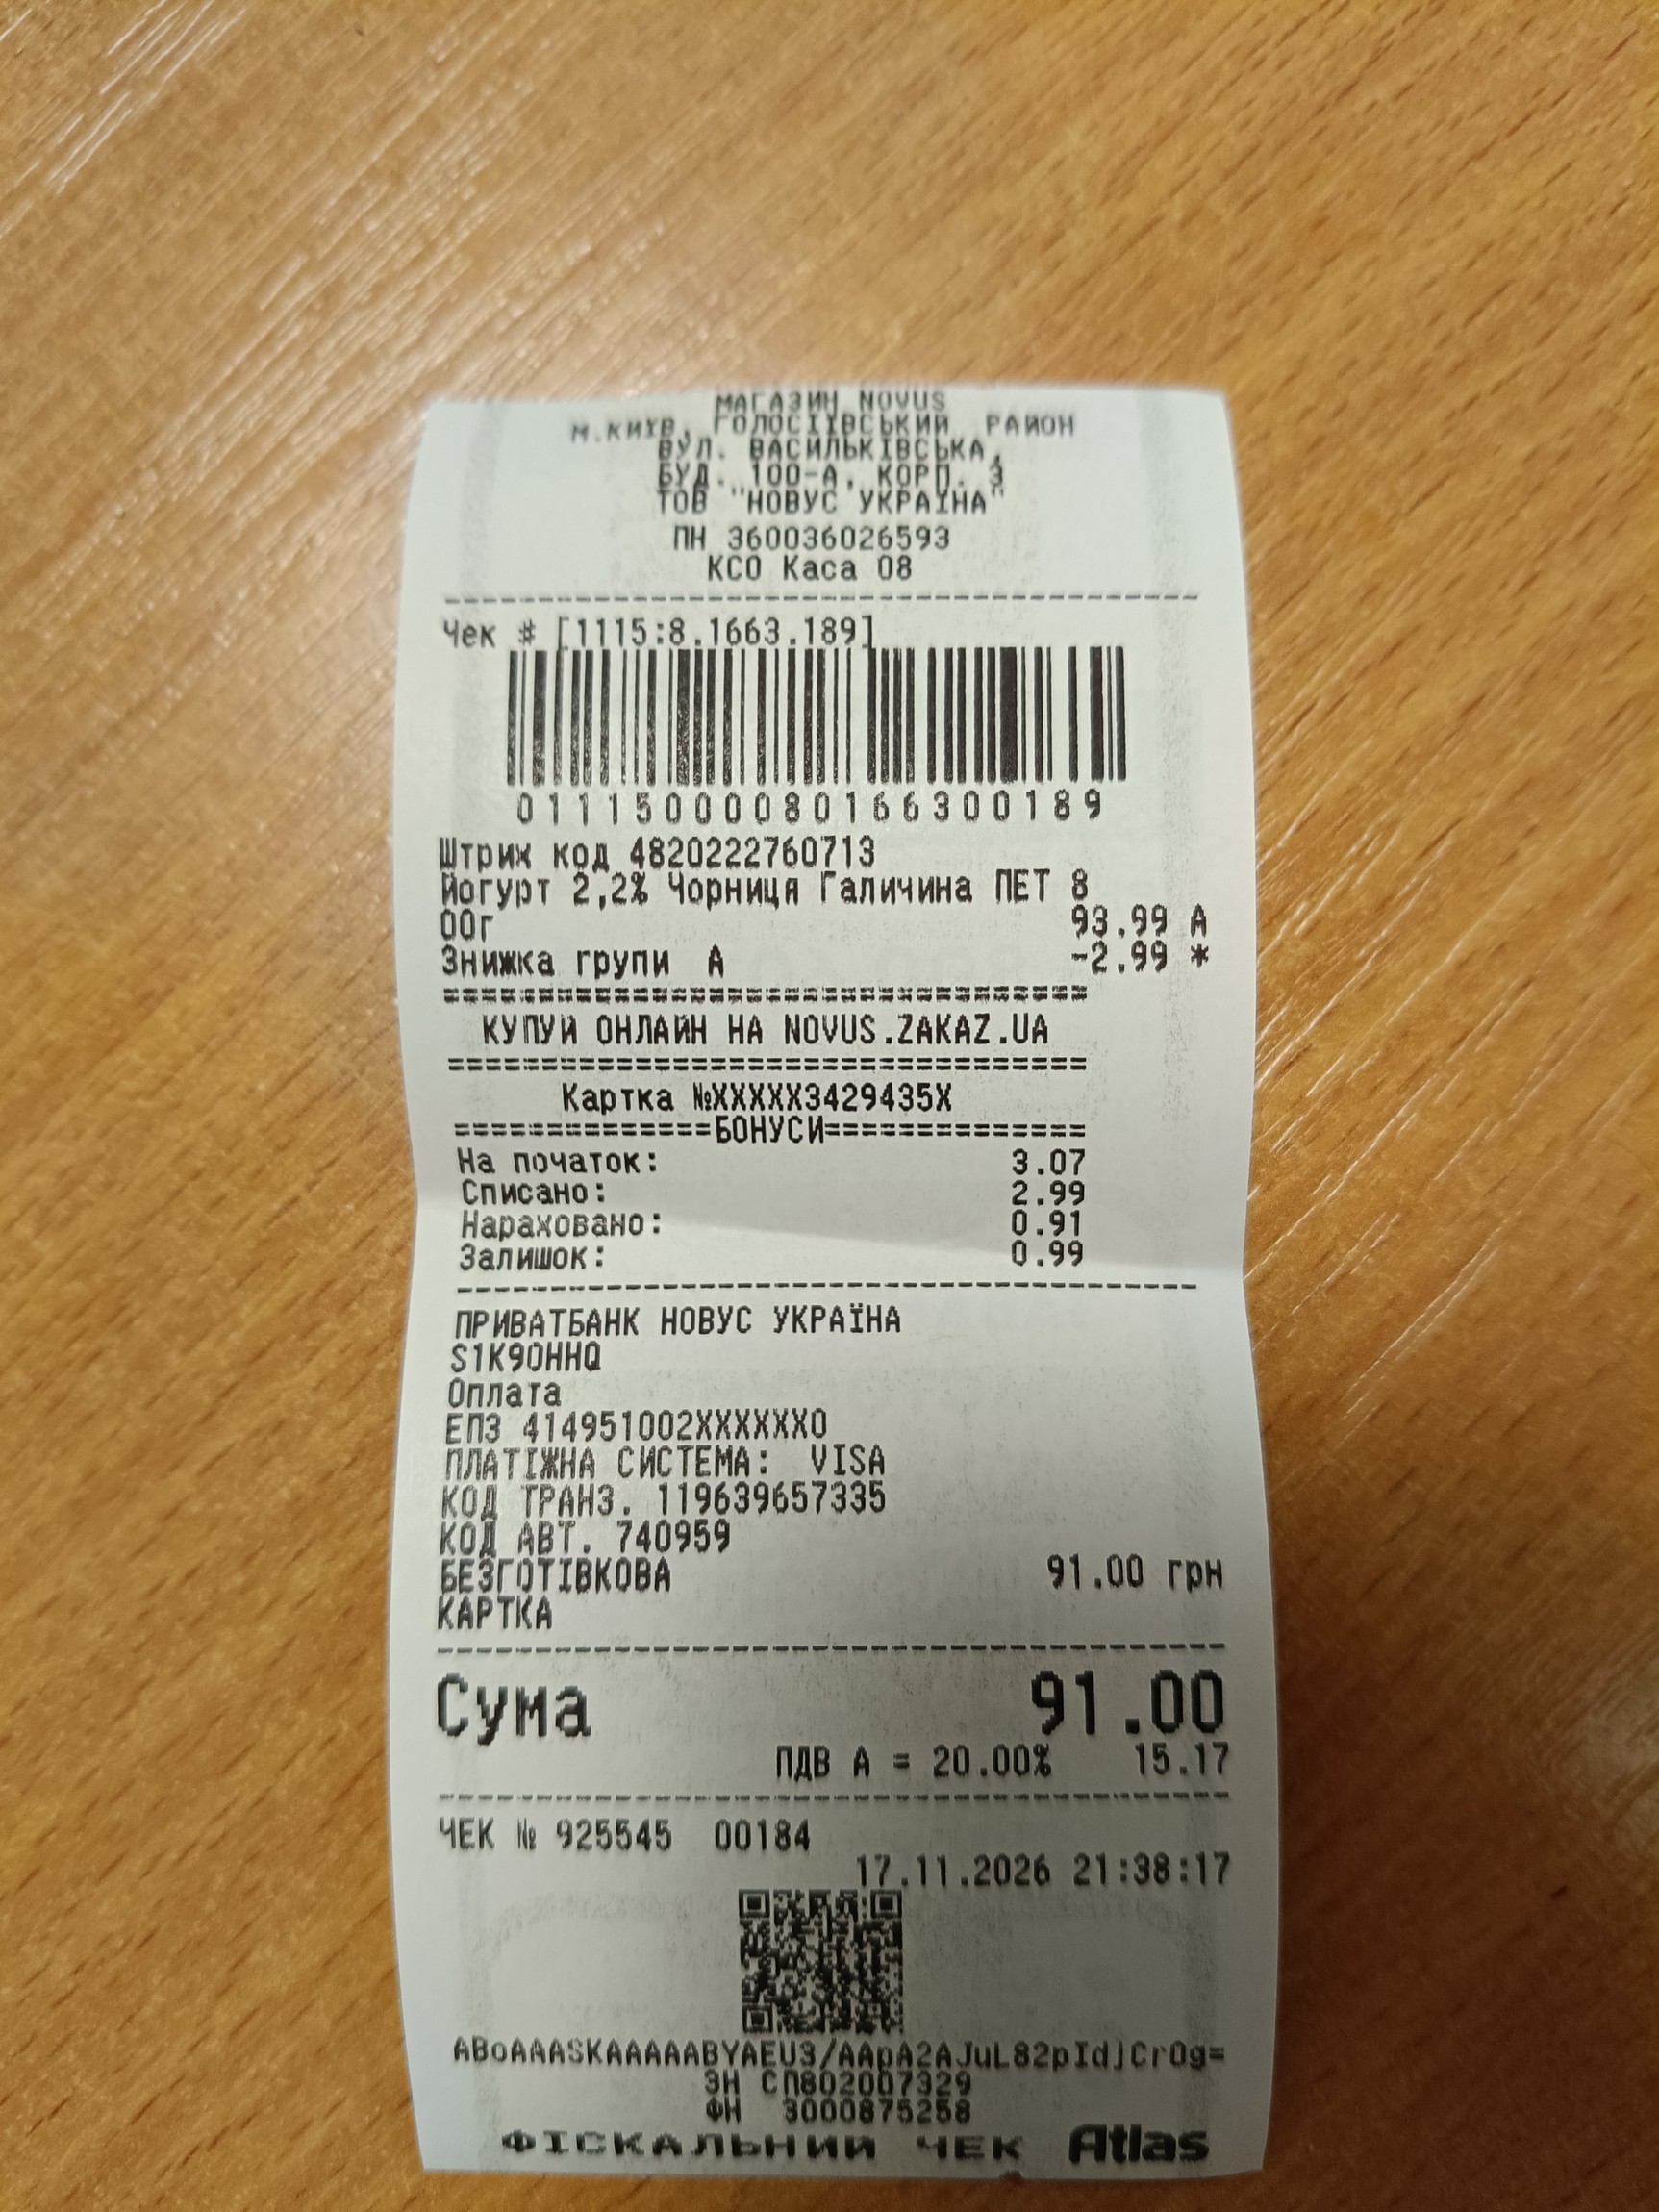 МАГАЗИН NOVUS
М.КИЇВ, ГОЛОСІЇВСЬКИЙ РАЙОН
ВУЛ. ВАСИЛЬКІВСЬКА,
БУД. 100-А, КОРП. 3
ТОВ "НОВУС УКРАЇНА"
ПН 360036026593
КСО Каса 08
Чек # [1115:8.1663.189]
01115000080166300189
Штрих код 4820222760713
Йогурт 2,2% Чорниця Галичина ПЕТ 8
00г 93.99 А
Знижка групи А -2.99 *
КУПУЙ ОНЛАЙН НА NOVUS.ZAKAZ.UA
Картка №XXXXX3429435X
==============БОНУСИ==============
На початок: 3.07
Списано: 2.99
Нараховано: 0.91
Залишок: 0.99
ПРИВАТБАНК НОВУС УКРАЇНА
S1K90HHQ
Оплата
ЕПЗ 414951002XXXXXX0
ПЛАТІЖНА СИСТЕМА: VISA
КОД ТРАНЗ. 119639657335
КОД АВТ. 740959
БЕЗГОТІВКОВА 91.00 грн
КАРТКА
Сума 91.00
ПДВ А = 20.00% 15.17
ЧЕК № 925545 00184
17.11.2026 21:38:17
ABoAAASKAAAAABYAEU3/AApA2AJuL82pIdjCrOg=
ЗН СП802007329
ФН 3000875258
ФІСКАЛЬНИЙ ЧЕК Atlas